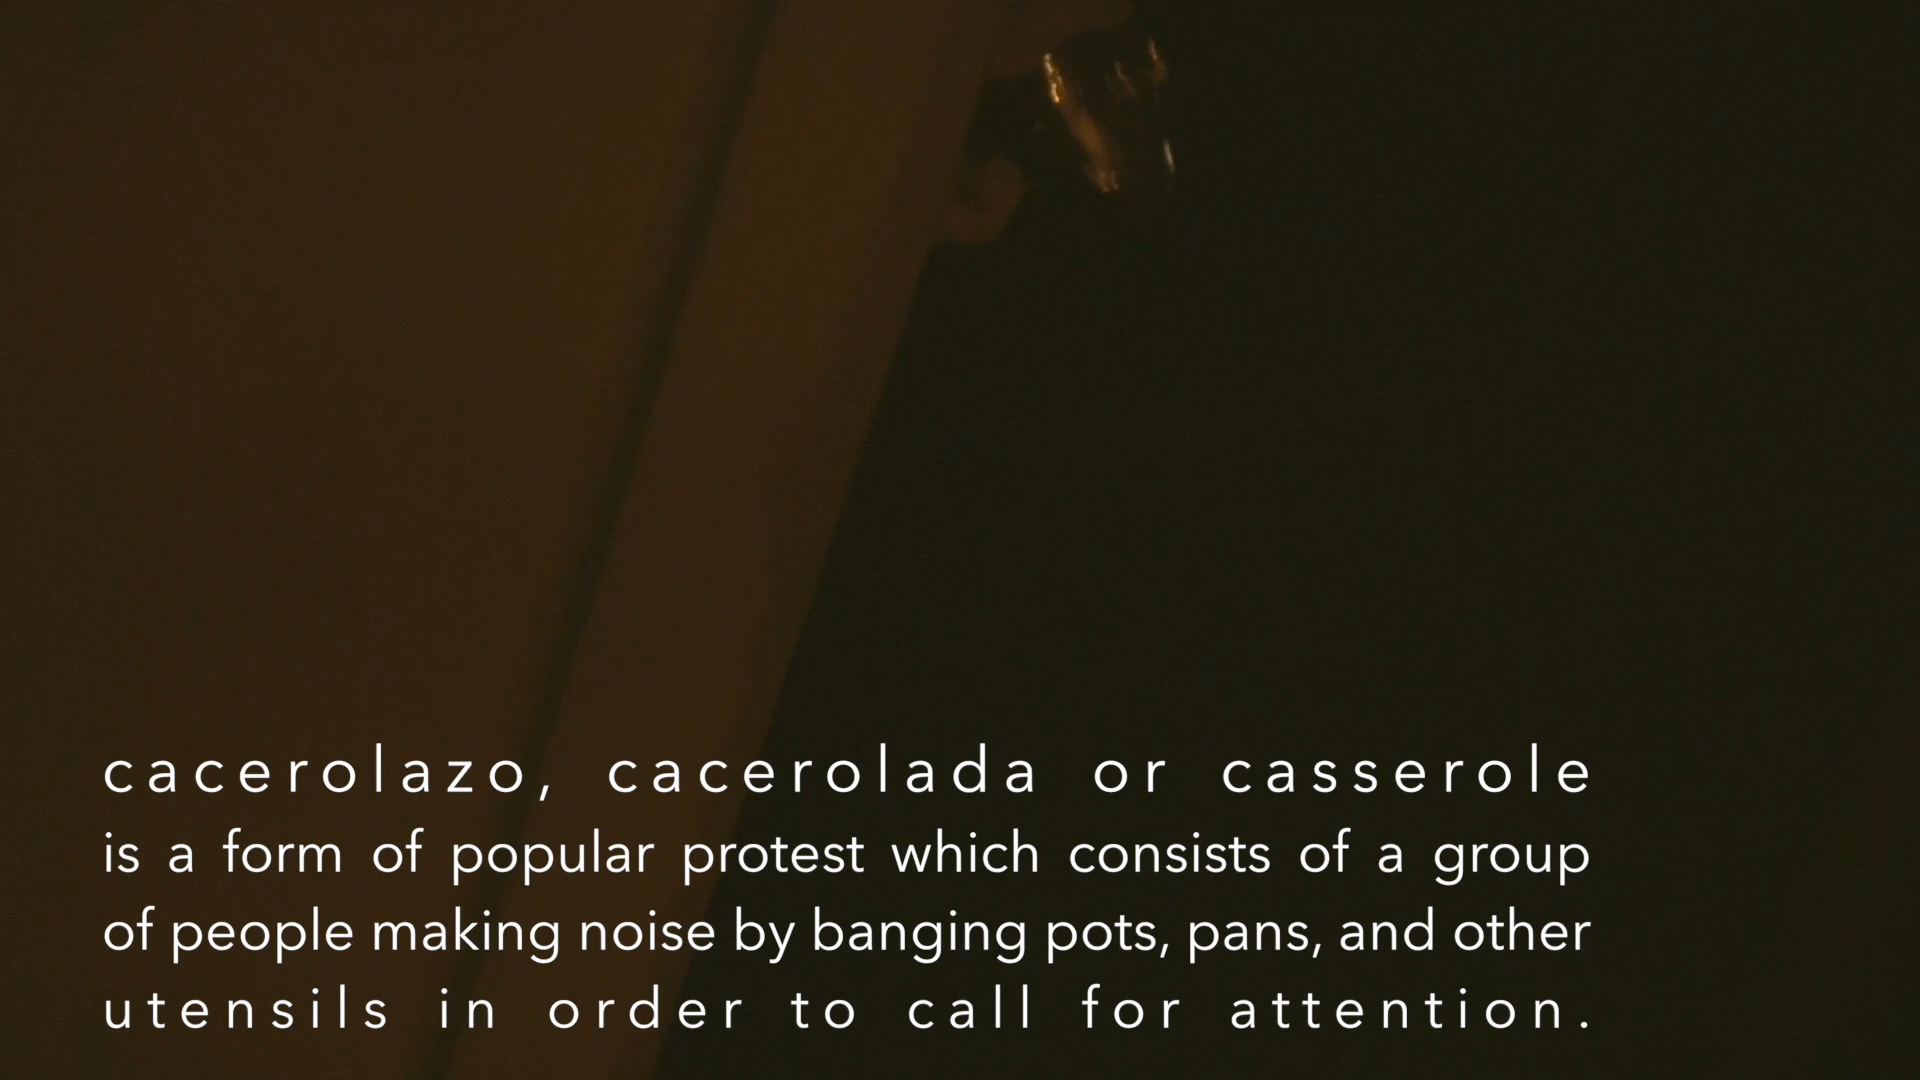 cacerolazo, cacerolada or casserole
is a form of popular protest which consists of a group
of people making noise by banging pots, pans, and other
utensils in order to call for attention.